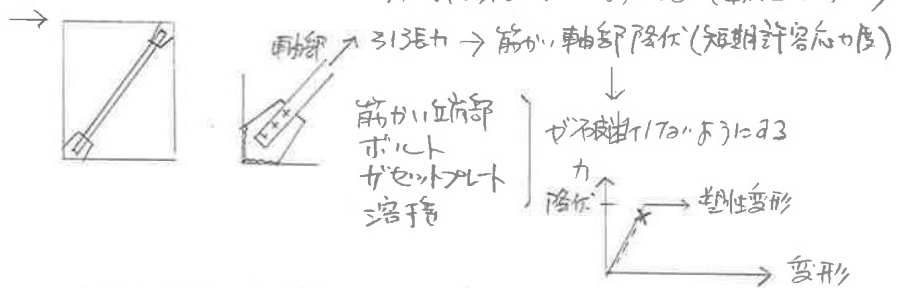 軸部 引張力 → 筋かい軸部降伏(短期許容応力度)
↓
筋かい端部
ボルト
ガセットプレート
溶接
が破断しないようにする
力
降伏
塑性変形
変形